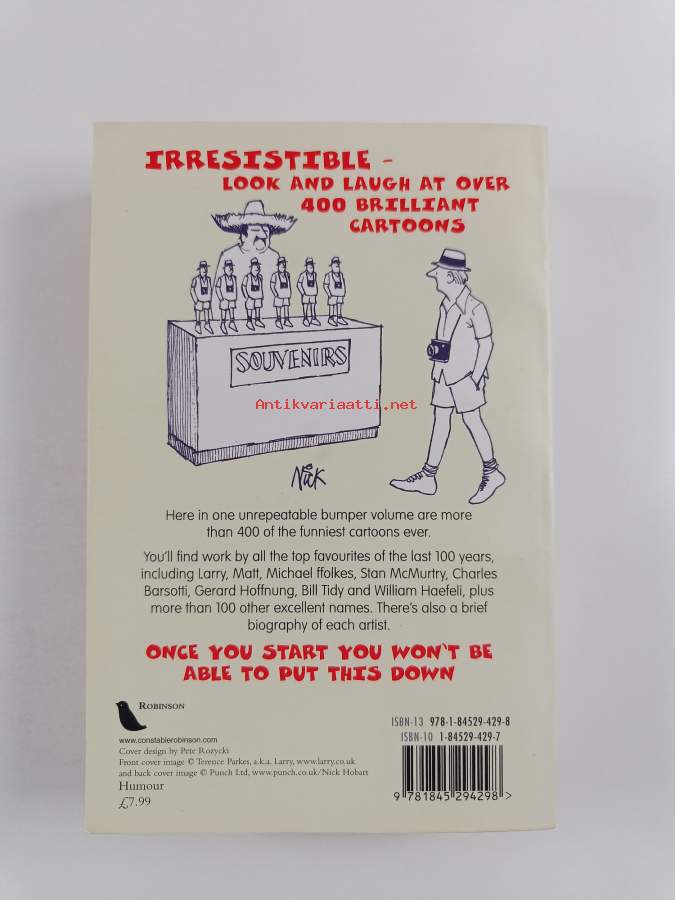 IRRESISTIBLE –
LOOK AND LAUGH AT OVER
400 BRILLIANT
CARTOONS
SOUVENIRS
Antikvariaatti.net
Nick
Here in one unrepeatable bumper volume are more
than 400 of the funniest cartoons ever.
You'll find work by all the top favourites of the last 100 years,
including Larry, Matt, Michael ffolkes, Stan McMurtry, Charles
Barsotti, Gerard Hoffnung, Bill Tidy and William Haefeli, plus
more than 100 other excellent names. There's also a brief
biography of each artist.
ONCE YOU START YOU WON'T BE
ABLE TO PUT THIS DOWN
ROBINSON
www.constablerobinson.com
Cover design by Pete Rozycki
Front cover image © Terence Parkes, a.k.a. Larry, www.larry.co.uk
and back cover image © Punch Ltd, www.punch.co.uk/Nick Hobart
Humour
£7.99
ISBN-13 978-1-84529-429-8
ISBN-10 1-84529-429-7
9 781845 294298 >